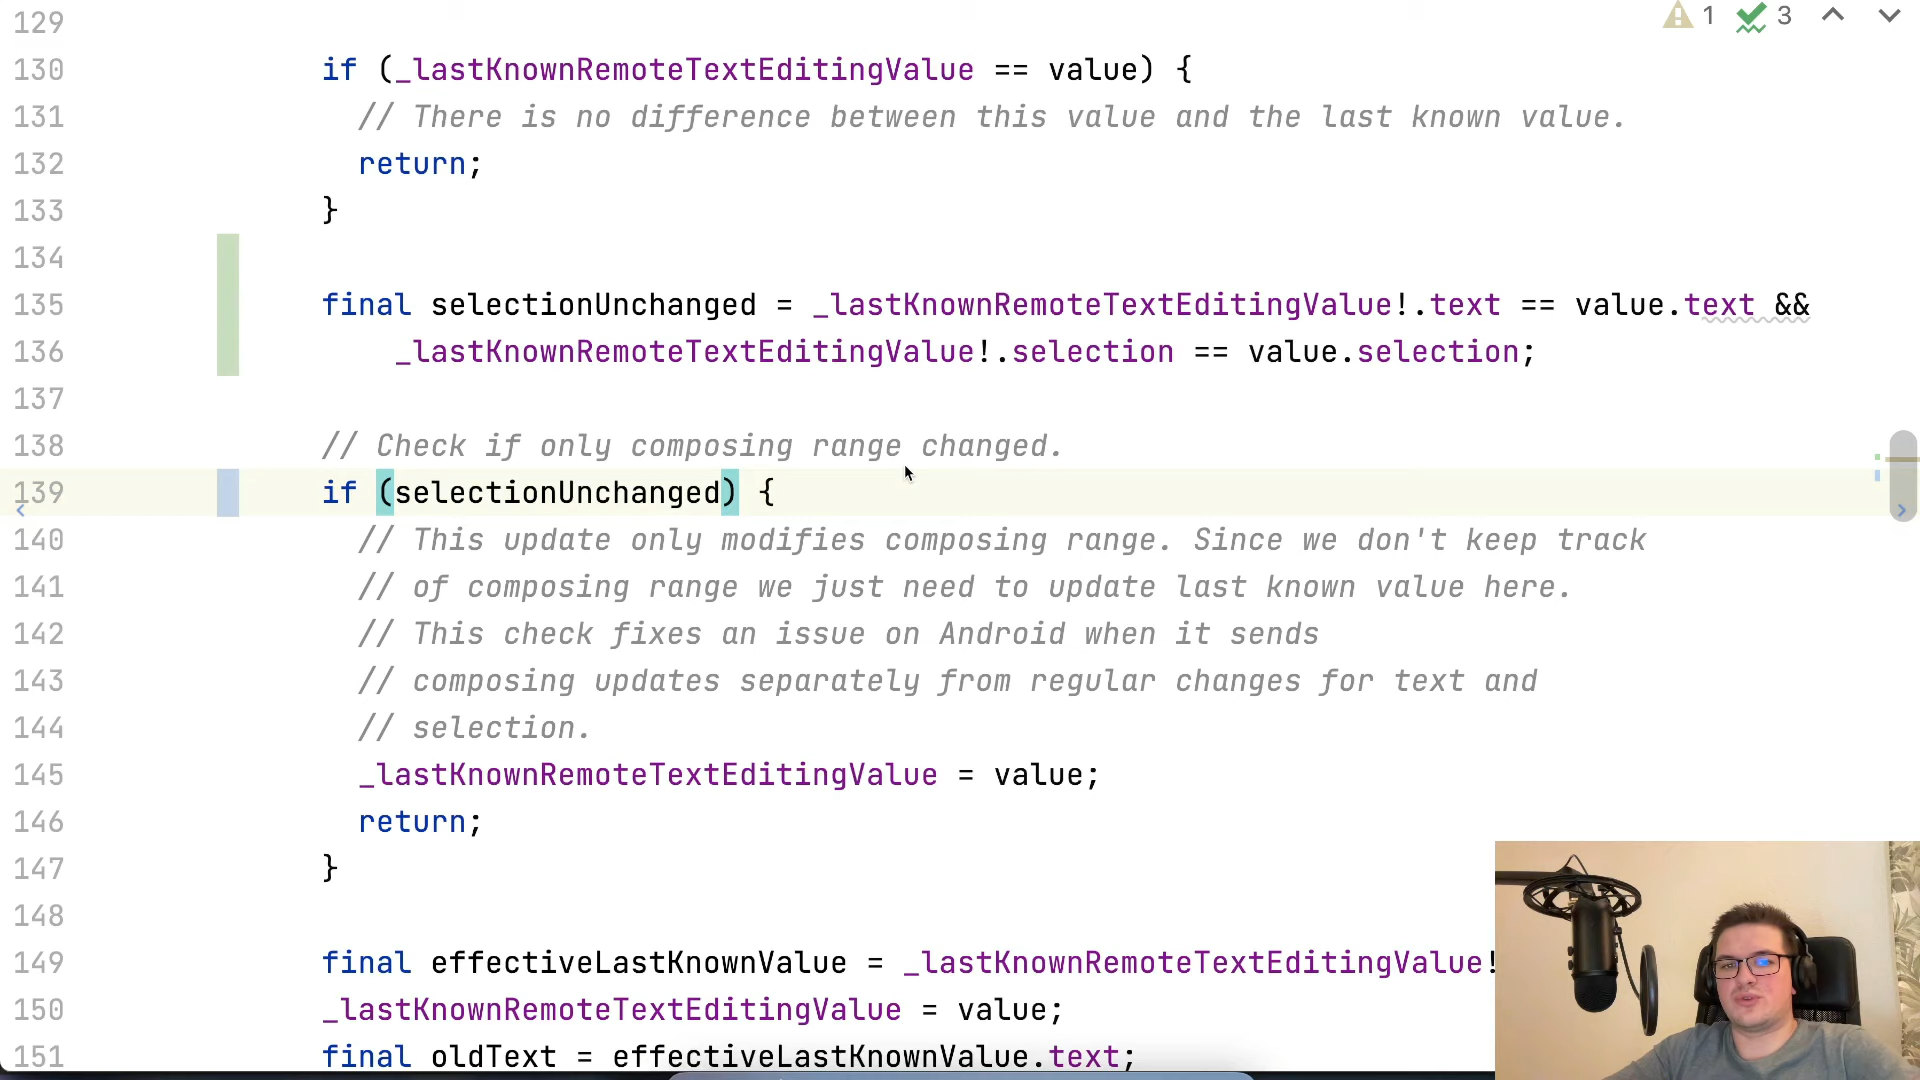 129
1 3
130 if (_lastKnownRemoteTextEditingValue == value) {
131 // There is no difference between this value and the last known value.
132 return;
133 }
134
135 final selectionUnchanged = _lastKnownRemoteTextEditingValue!.text == value.text &&
136 _lastKnownRemoteTextEditingValue!.selection == value.selection;
137
138 // Check if only composing range changed.
139 if (selectionUnchanged) {
140 // This update only modifies composing range. Since we don't keep track
141 // of composing range we just need to update last known value here.
142 // This check fixes an issue on Android when it sends
143 // composing updates separately from regular changes for text and
144 // selection.
145 _lastKnownRemoteTextEditingValue = value;
146 return;
147 }
148
149 final effectiveLastKnownValue = _lastKnownRemoteTextEditingValue!
150 _lastKnownRemoteTextEditingValue = value;
151 final oldText = effectiveLastKnownValue.text;